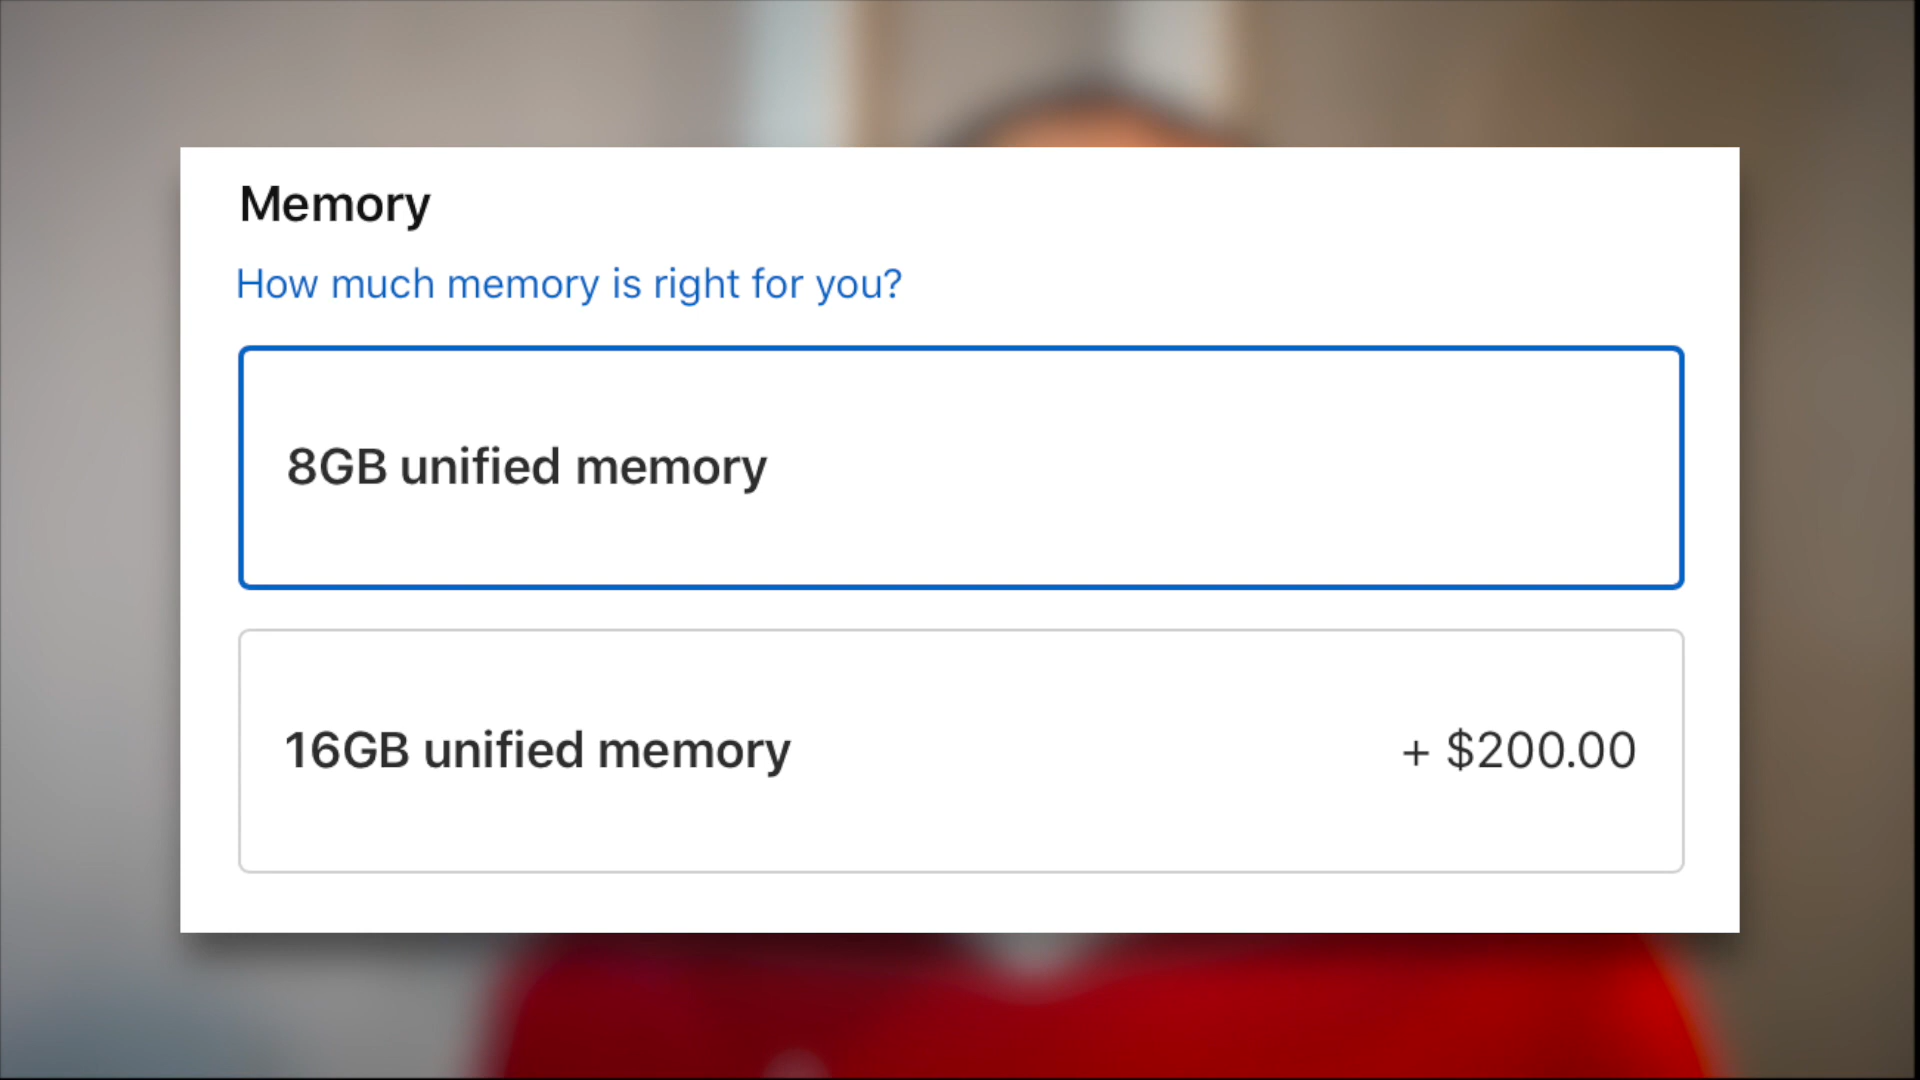 Memory
How much memory is right for you?
8GB unified memory
16GB unified memory + $200.00